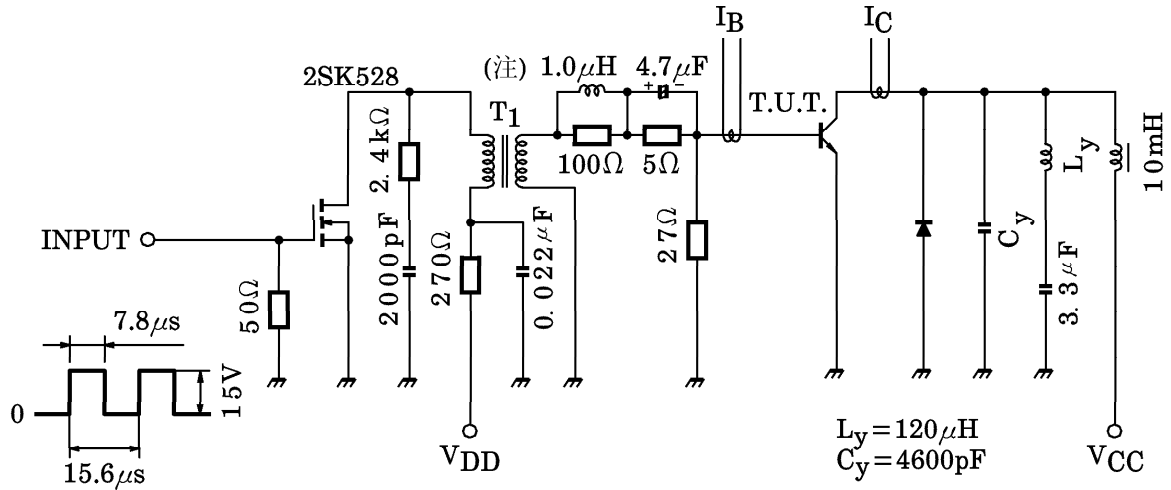 I_B
I_C
2SK528
(注)
1.0μH
4.7μF
+
−
T.U.T.
T1
2.4kΩ
100Ω
5Ω
L_y
10mH
INPUT
50Ω
2000pF
270Ω
0.022μF
27Ω
C_y
3.3μF
7.8μs
15V
0
15.6μs
V_DD
L_y=120μH
C_y=4600pF
V_CC